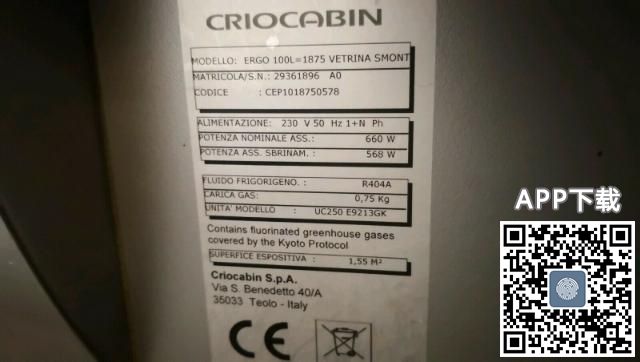 CRIOCABIN
MODELLO: ERGO 100L=1875 VETRINA SMONT
MATRICOLA/S.N.: 29361896 A0
CODICE : CEP1018750578
ALIMENTAZIONE: 230 V 50 Hz 1+N Ph
POTENZA NOMINALE ASS.: 660 W
POTENZA ASS. SBRINAM. : 568 W
FLUIDO FRIGORIGENO. : R404A
CARICA GAS: 0,75 Kg
UNITA' MODELLO : UC250 E9213GK
Contains fluorinated greenhouse gases
covered by the Kyoto Protocol
SUPERFICE ESPOSITIVA : 1,55 M²
Criocabin S.p.A.
Via S. Benedetto 40/A
35033 Teolo - Italy
CE
APP下载